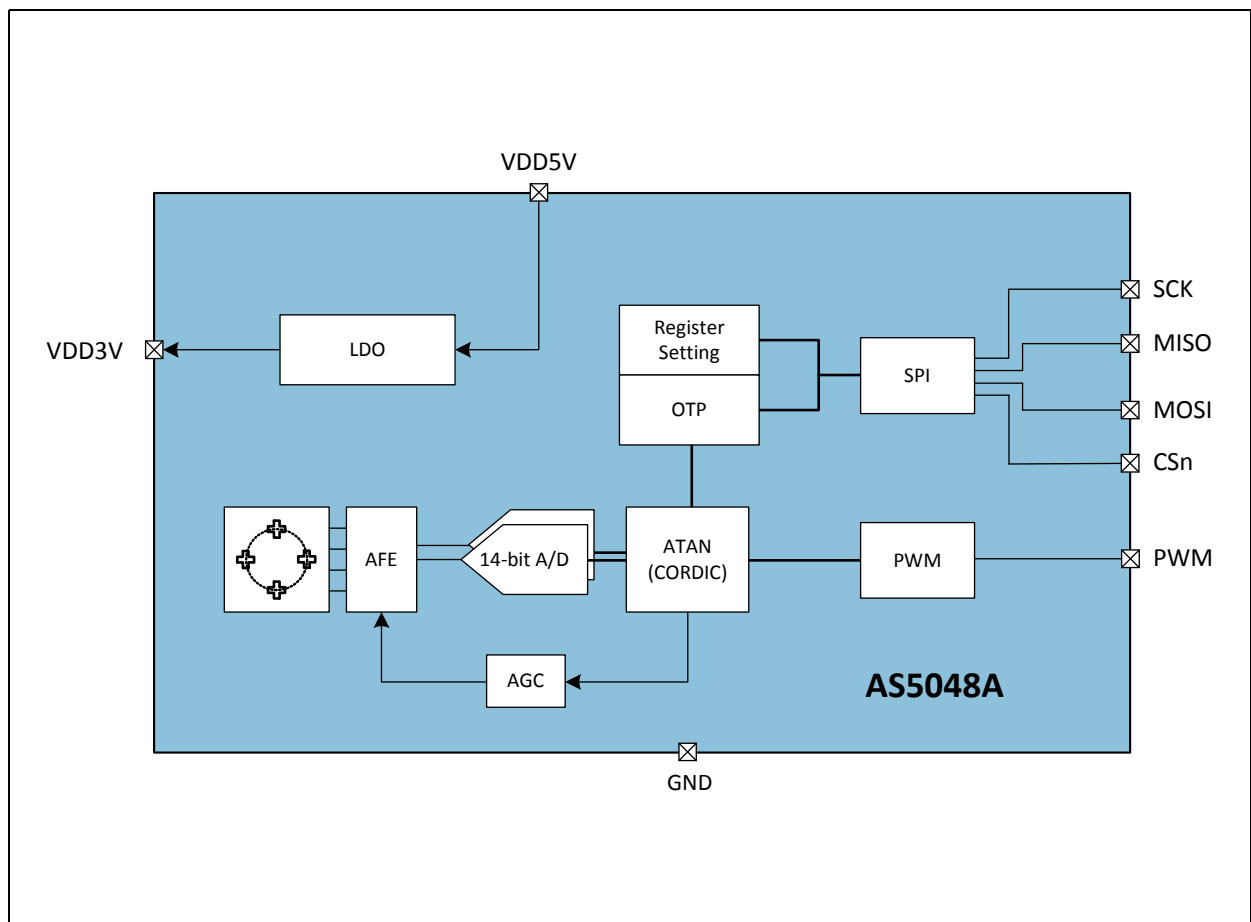 VDD5V
SCK
VDD3V
LDO
Register
Setting
MISO
SPI
OTP
MOSI
CSn
AFE
14-bit A/D
ATAN
(CORDIC)
PWM
PWM
AGC
AS5048A
GND